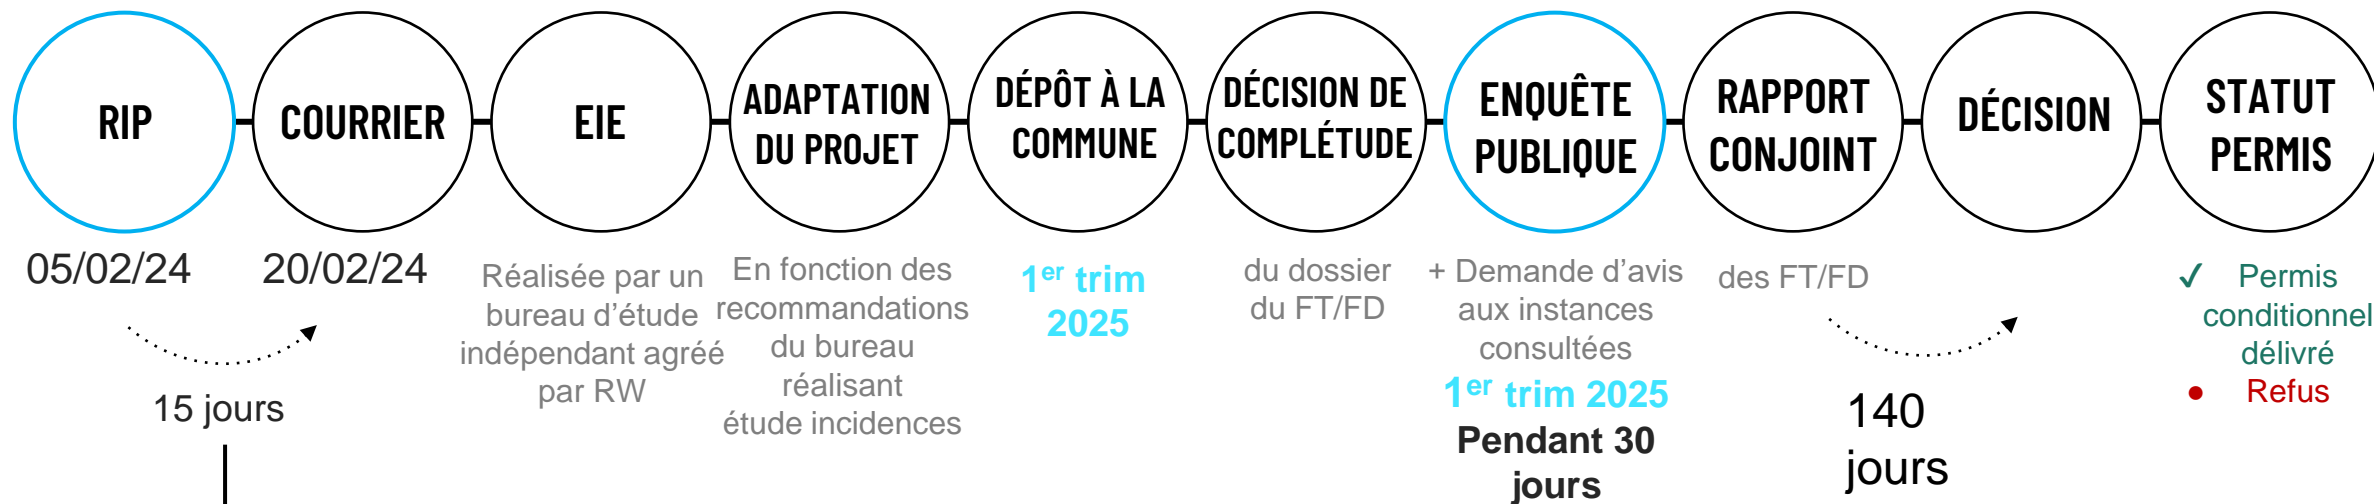 RIP
05/02/24
COURRIER
20/02/24
15 jours
EIE
Réalisée par un
bureau d’étude
indépendant agréé
par RW
ADAPTATION
DU PROJET
En fonction des
recommandations
du bureau
réalisant
étude incidences
DÉPÔT À LA
COMMUNE
1er trim
2025
DÉCISION DE
COMPLÉTUDE
du dossier
du FT/FD
ENQUÊTE
PUBLIQUE
+ Demande d’avis
aux instances
consultées
1er trim 2025
Pendant 30
jours
RAPPORT
CONJOINT
des FT/FD
DÉCISION
140
jours
STATUT
PERMIS
✓ Permis
conditionnel
délivré
• Refus